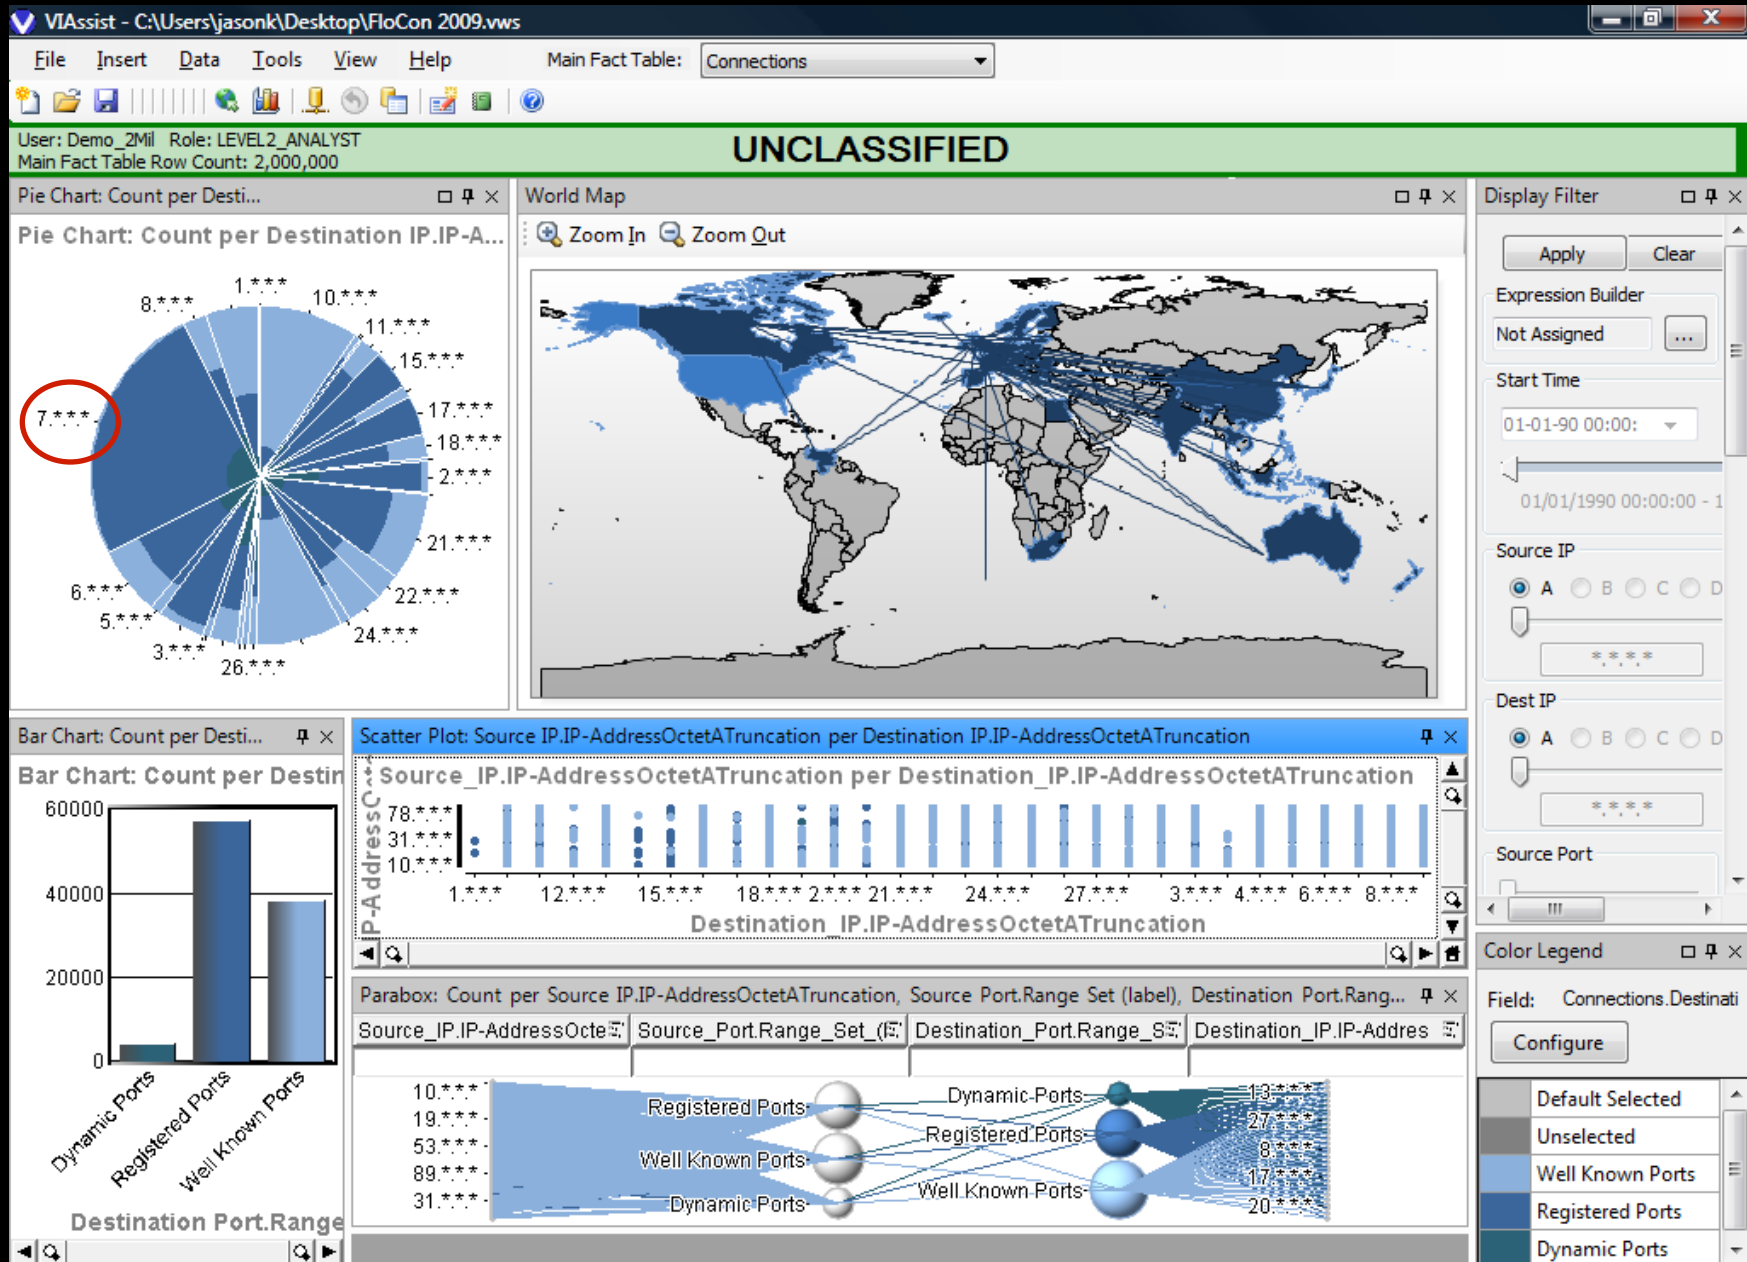 VIAssist - C:\Users\jasonk\Desktop\FloCon 2009.vws
File Insert Data Tools View Help Main Fact Table: Connections
User: Demo_2Mil Role: LEVEL2_ANALYST
Main Fact Table Row Count: 2,000,000
UNCLASSIFIED
Pie Chart: Count per Desti...
Pie Chart: Count per Destination IP.IP-A...
1.*.*.*
8.*.*.*
10.*.*.*
11.*.*.*
15.*.*.*
7.*.*.*
17.*.*.*
18.*.*.*
2.*.*.*
21.*.*.*
6.*.*.*
22.*.*.*
5.*.*.*
24.*.*.*
3.*.*.*
26.*.*.*
World Map
Zoom In Zoom Out
Display Filter
Apply Clear
Expression Builder
Not Assigned ...
Start Time
01-01-90 00:00:
01/01/1990 00:00:00 - 1
Source IP
A B C D
*.*.*.*
Dest IP
A B C D
*.*.*.*
Source Port
Bar Chart: Count per Desti...
Bar Chart: Count per Destin
60000
40000
20000
0
Dynamic Ports
Registered Ports
Well Known Ports
Destination Port.Range
Scatter Plot: Source IP.IP-AddressOctetATruncation per Destination IP.IP-AddressOctetATruncation
Source_IP.IP-AddressOctetATruncation per Destination_IP.IP-AddressOctetATruncation
78.*.*.*
31.*.*.*
10.*.*.*
1.*.*.* 12.*.*.* 15.*.*.* 18.*.*.* 2.*.*.* 21.*.*.* 24.*.*.* 27.*.*.* 3.*.*.* 4.*.*.* 6.*.*.* 8.*.*.*
Destination_IP.IP-AddressOctetATruncation
Parabox: Count per Source IP.IP-AddressOctetATruncation, Source Port.Range Set (label), Destination Port.Rang...
Source_IP.IP-AddressOcte Source_Port.Range_Set_( Destination_Port.Range_S Destination_IP.IP-Addres
10.*.*.*
19.*.*.*
53.*.*.*
89.*.*.*
31.*.*.*
Registered Ports
Well Known Ports
Dynamic Ports
Dynamic Ports
Registered Ports
Well Known Ports
13.*.*.*
27.*.*.*
8.*.*.*
17.*.*.*
20.*.*.*
Color Legend
Field: Connections.Destinati
Configure
Default Selected
Unselected
Well Known Ports
Registered Ports
Dynamic Ports